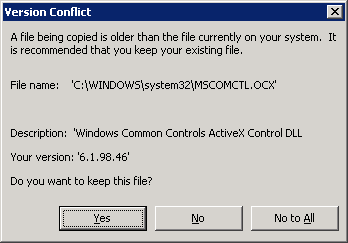 Version Conflict
A file being copied is older than the file currently on your system. It
is recommended that you keep your existing file.
File name: 'C:\WINDOWS\system32\MSCOMCTL.OCX'
Description: 'Windows Common Controls ActiveX Control DLL
Your version: '6.1.98.46'
Do you want to keep this file?
Yes No No to All